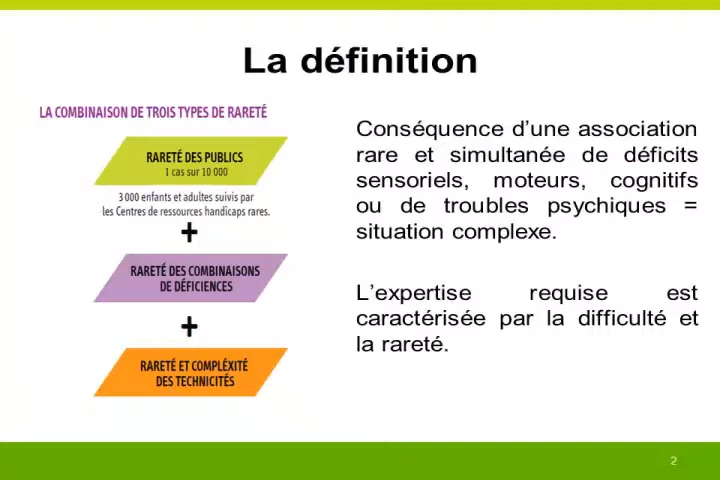 La définition
LA COMBINAISON DE TROIS TYPES DE RARETÉ
RARETÉ DES PUBLICS
1 cas sur 10 000
3 000 enfants et adultes suivis par
les Centres de ressources handicaps rares.
+
RARETÉ DES COMBINAISONS
DE DÉFICIENCES
+
RARETÉ ET COMPLÉXITÉ
DES TECHNICITÉS
Conséquence d’une association
rare et simultanée de déficits
sensoriels, moteurs, cognitifs
ou de troubles psychiques =
situation complexe.
L’expertise requise est
caractérisée par la difficulté et
la rareté.
2